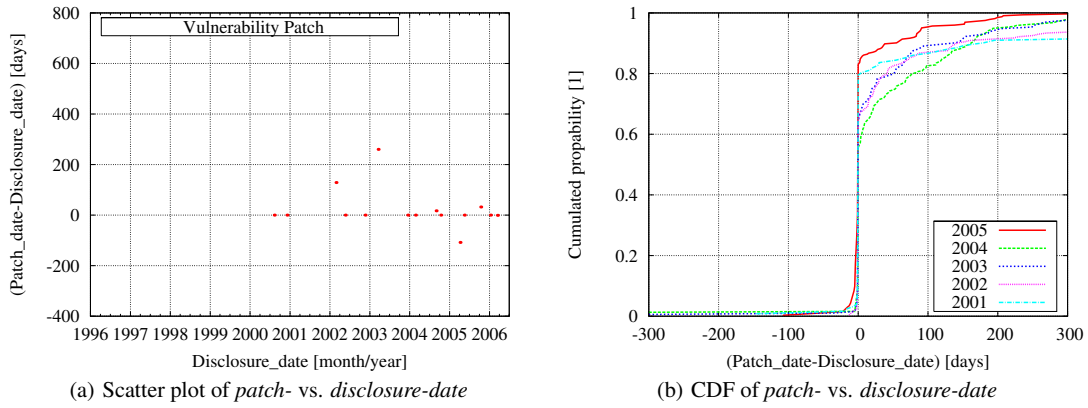 800
600
400
200
0
-200
-400
(Patch_date-Disclosure_date) [days]
Vulnerability Patch
1996 1997 1998 1999 2000 2001 2002 2003 2004 2005 2006
Disclosure_date [month/year]
(a) Scatter plot of patch- vs. disclosure-date
1
0.8
0.6
0.4
0.2
0
Cumulated propability [1]
2005
2004
2003
2002
2001
-300 -200 -100 0 100 200 300
(Patch_date-Disclosure_date) [days]
(b) CDF of patch- vs. disclosure-date